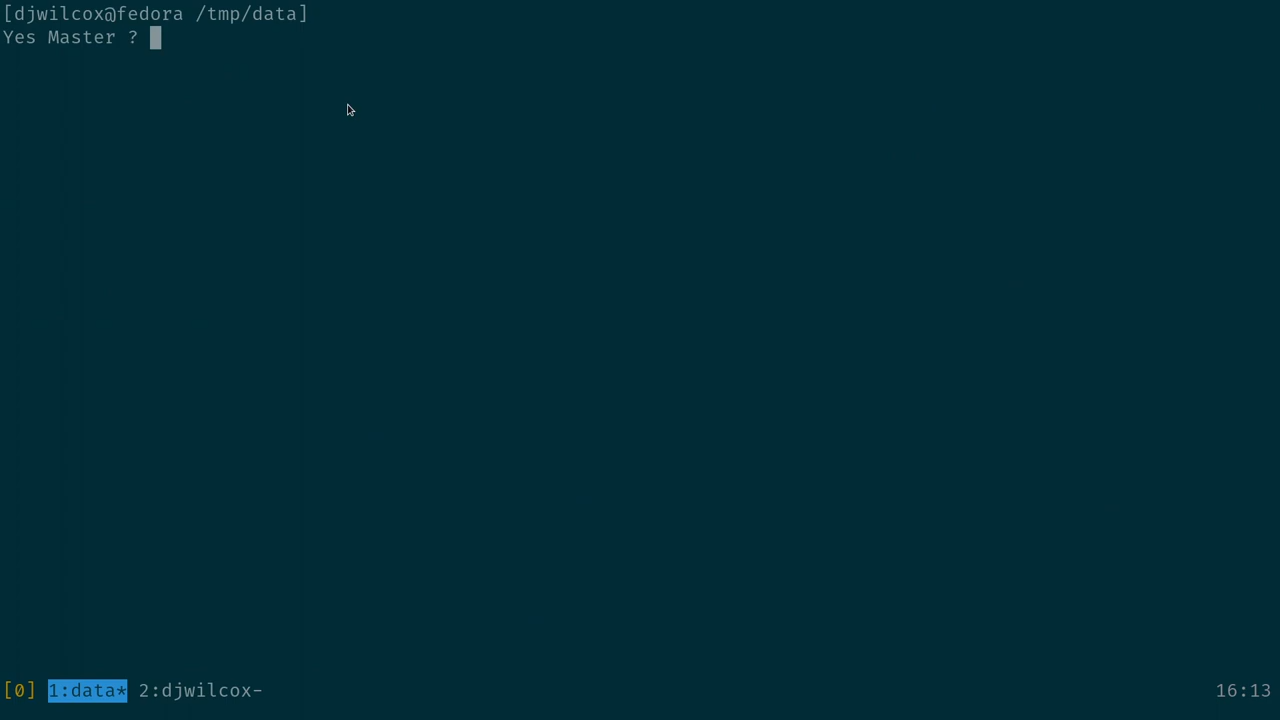 [djwilcox@fedora /tmp/data]
Yes Master ?
[0] 1:data* 2:djwilcox- 16:13